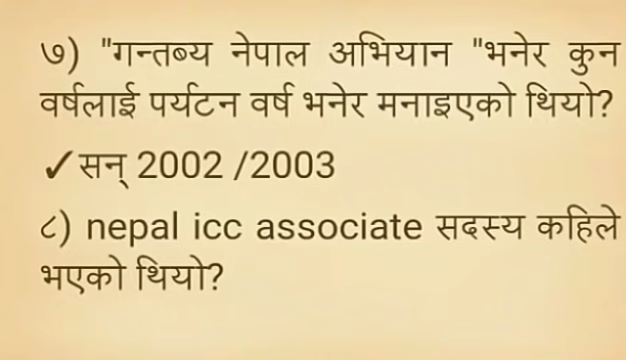 ७) "गन्तब्य नेपाल अभियान "भनेर कुन
वर्षलाई पर्यटन वर्ष भनेर मनाइएको थियो?
✓सन् 2002 /2003
८) nepal icc associate सदस्य कहिले
भएको थियो?